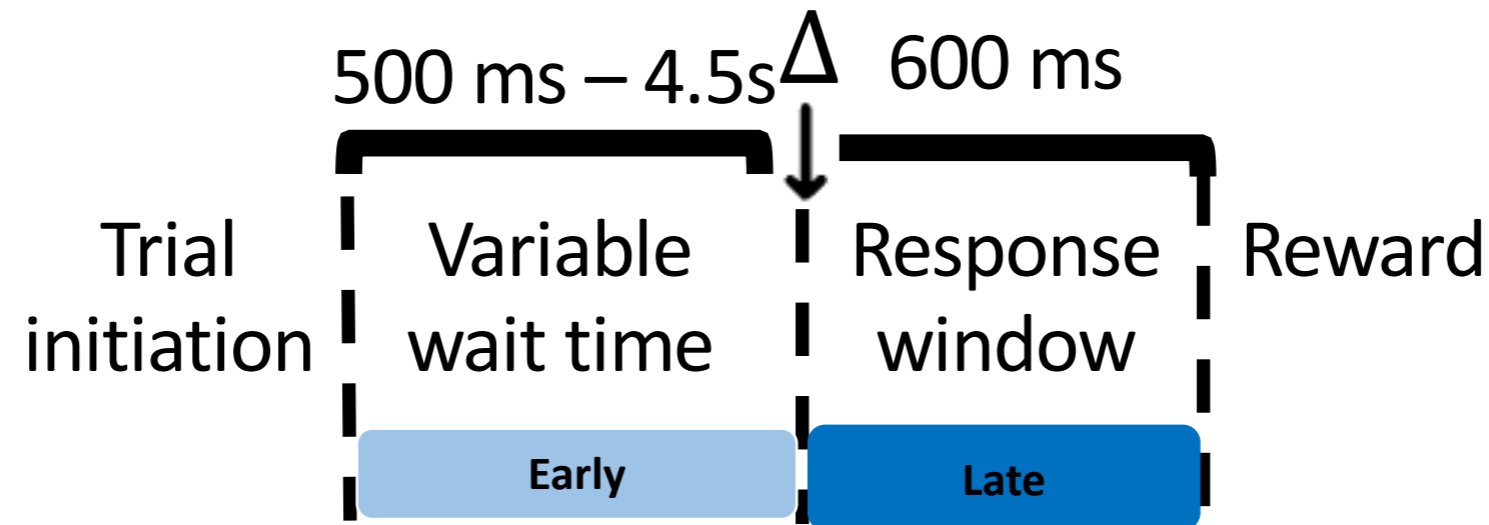 500 ms – 4.5s Δ 600 ms
Trial initiation
Variable wait time
Response window
Reward
Early
Late